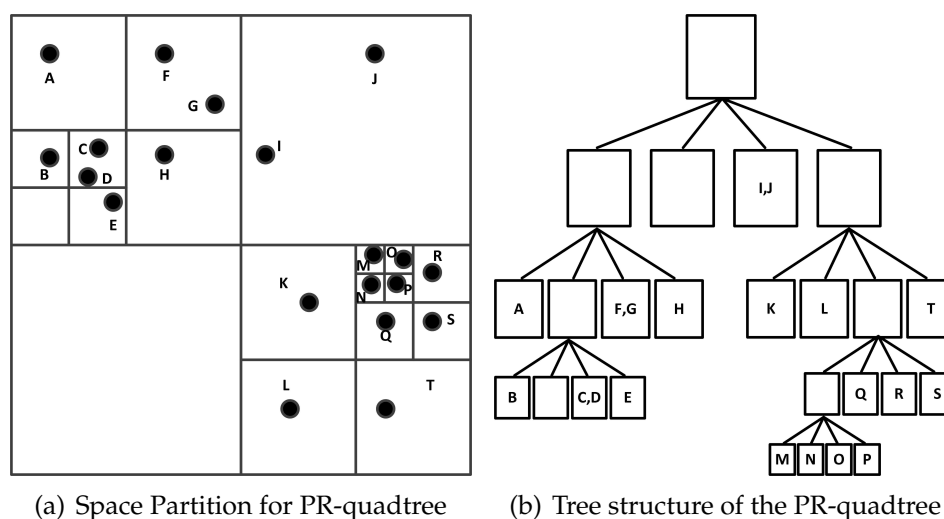 A
F
J
G
C
I
B
D
H
E
M
O
R
K
N
P
Q
S
L
T
I,J
A
F,G
H
K
L
T
B
C,D
E
Q
R
S
M
N
O
P
(a) Space Partition for PR-quadtree
(b) Tree structure of the PR-quadtree